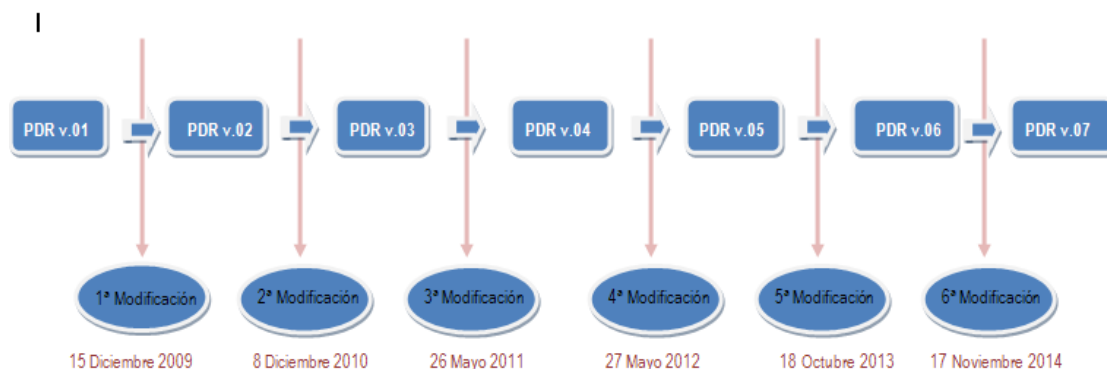 I
PDR v.01
PDR v.02
PDR v.03
PDR v.04
PDR v.05
PDR v.06
PDR v.07
1ª Modificación
2ª Modificación
3ª Modificación
4ª Modificación
5ª Modificación
6ª Modificación
15 Diciembre 2009
8 Diciembre 2010
26 Mayo 2011
27 Mayo 2012
18 Octubre 2013
17 Noviembre 2014